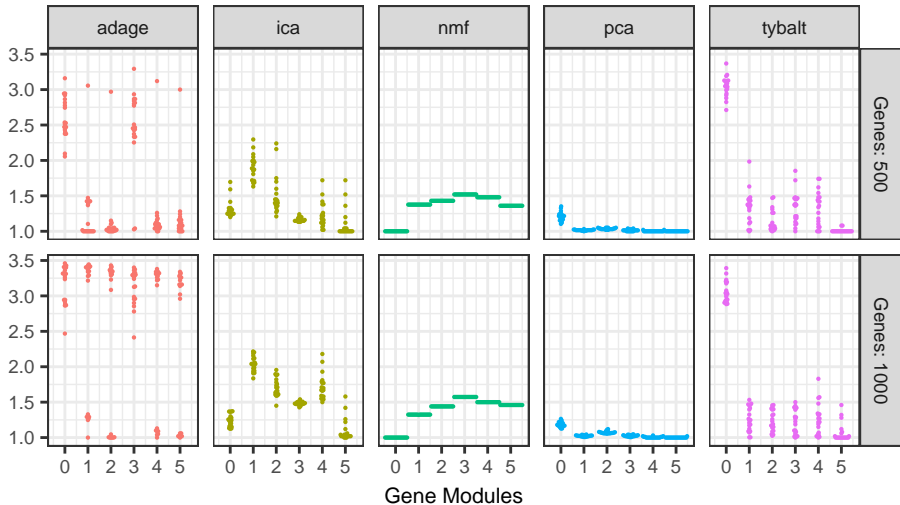 adage ica nmf pca tybalt
3.5
3.0
2.5
2.0
1.5
1.0
Genes: 500
3.5
3.0
2.5
2.0
1.5
1.0
Genes: 1000
0 1 2 3 4 5 0 1 2 3 4 5 0 1 2 3 4 5 0 1 2 3 4 5 0 1 2 3 4 5
Gene Modules